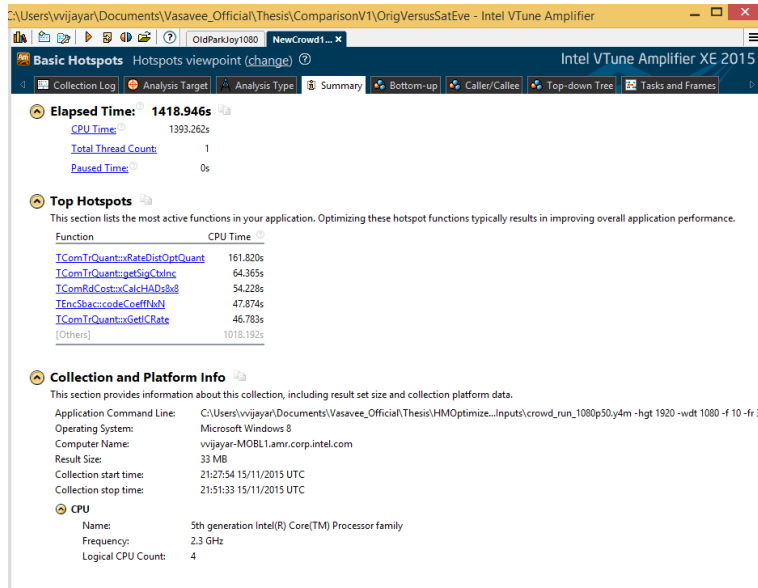 C:\Users\vvijayar\Documents\Vasavee_Official\Thesis\ComparisonV1\OrigVersusSatEve - Intel VTune Amplifier
OldParkJoy1080 NewCrowd1...
Basic Hotspots Hotspots viewpoint (change) Intel VTune Amplifier XE 2015
Collection Log Analysis Target Analysis Type Summary Bottom-up Caller/Callee Top-down Tree Tasks and Frames
Elapsed Time: 1418.946s
CPU Time: 1393.262s
Total Thread Count: 1
Paused Time: 0s
Top Hotspots
This section lists the most active functions in your application. Optimizing these hotspot functions typically results in improving overall application performance.
Function CPU Time
TComTrQuant::xRateDistOptQuant 161.820s
TComTrQuant::getSigCtxInc 64.365s
TComRdCost::xCalcHADs8x8 54.228s
TEncSbac::codeCoeffNxN 47.874s
TComTrQuant::xGetICRate 46.783s
[Others] 1018.192s
Collection and Platform Info
This section provides information about this collection, including result set size and collection platform data.
Application Command Line: C:\Users\vvijayar\Documents\Vasavee_Official\Thesis\HMOptimize...Inputs\crowd_run_1080p50.y4m -hgt 1920 -wdt 1080 -f 10 -fr
Operating System: Microsoft Windows 8
Computer Name: vvijayar-MOBL1.amr.corp.intel.com
Result Size: 33 MB
Collection start time: 21:27:54 15/11/2015 UTC
Collection stop time: 21:51:33 15/11/2015 UTC
CPU
Name: 5th generation Intel(R) Core(TM) Processor family
Frequency: 2.3 GHz
Logical CPU Count: 4